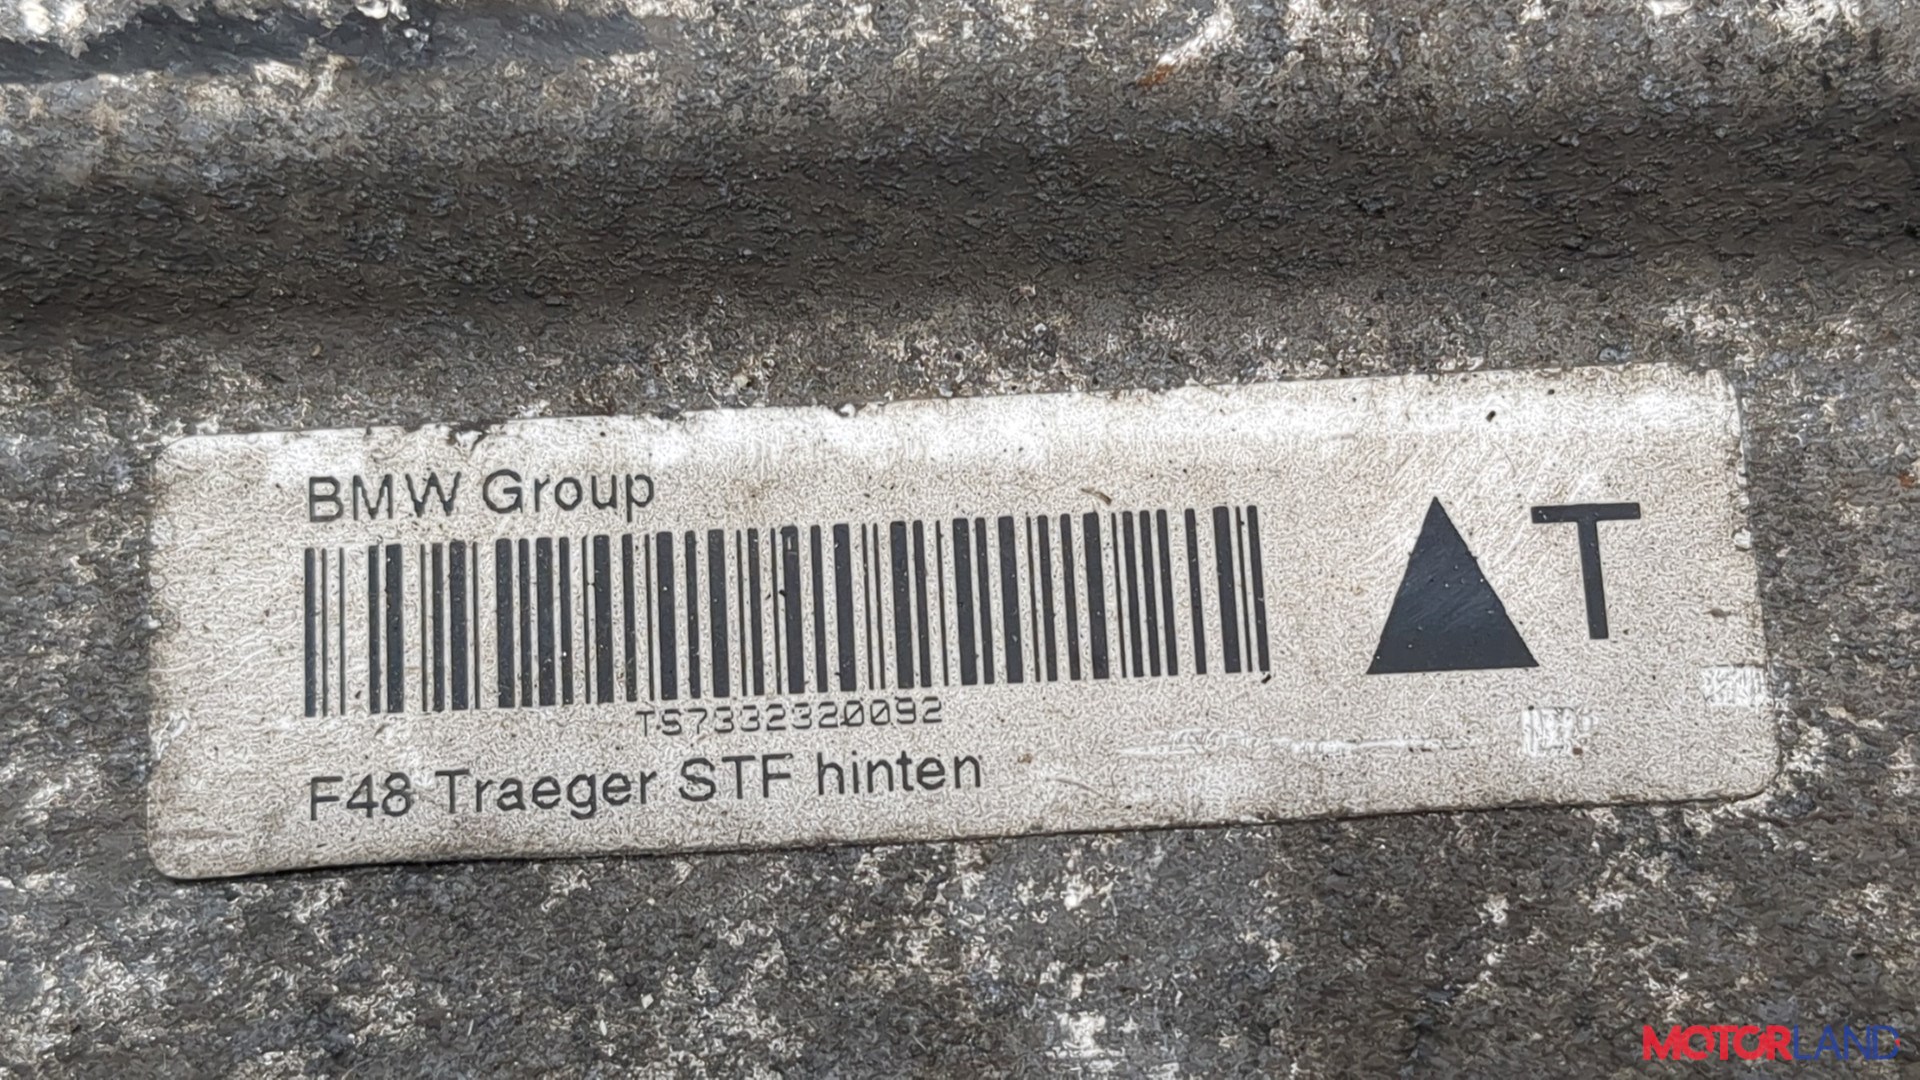 BMW Group
T
TS7332320092
F48 Traeger STF hinten
MOTORLAND